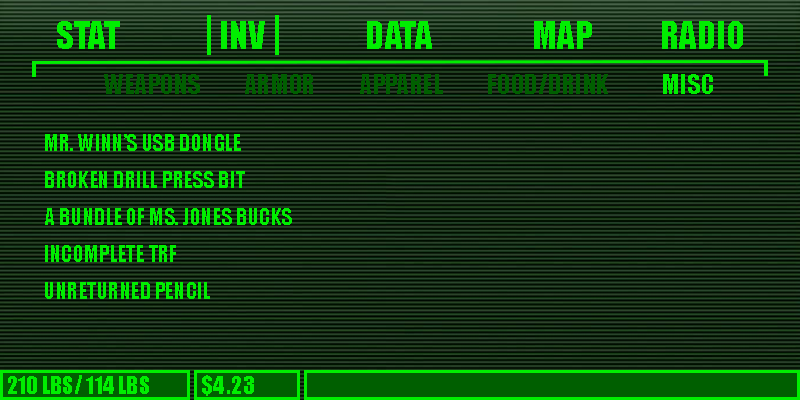 STAT INV DATA MAP RADIO
WEAPONS ARMOR APPAREL FOOD/DRINK MISC
MR. WINN'S USB DONGLE
BROKEN DRILL PRESS BIT
A BUNDLE OF MS. JONES BUCKS
INCOMPLETE TRF
UNRETURNED PENCIL
210 LBS/ 114 LBS $4.23